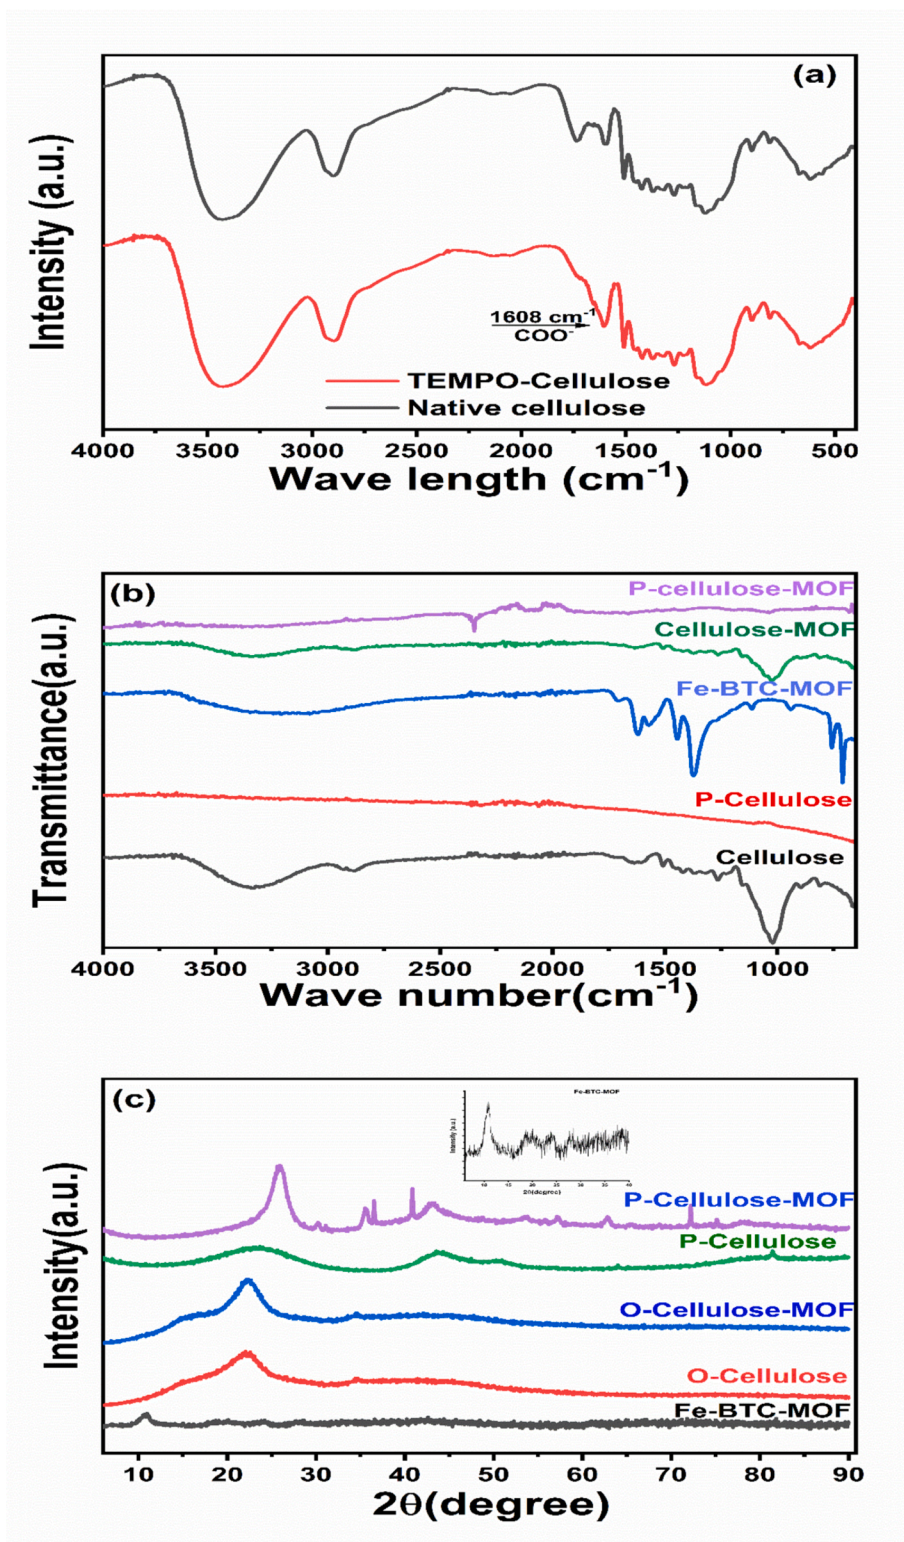 (a)
Intensity (a.u.)
1608 cm-1
COO-
TEMPO-Cellulose
Native cellulose
4000 3500 3000 2500 2000 1500 1000 500
Wave length (cm-1)
(b)
P-cellulose-MOF
Cellulose-MOF
Fe-BTC-MOF
P-Cellulose
Cellulose
Transmittance(a.u.)
4000 3500 3000 2500 2000 1500 1000
Wave number(cm-1)
(c)
Fe-BTC-MOF
Intensity (a.u.)
2θ(degree)
P-Cellulose-MOF
P-Cellulose
O-Cellulose-MOF
O-Cellulose
Fe-BTC-MOF
Intensity(a.u.)
10 20 30 40 50 60 70 80 90
2θ(degree)